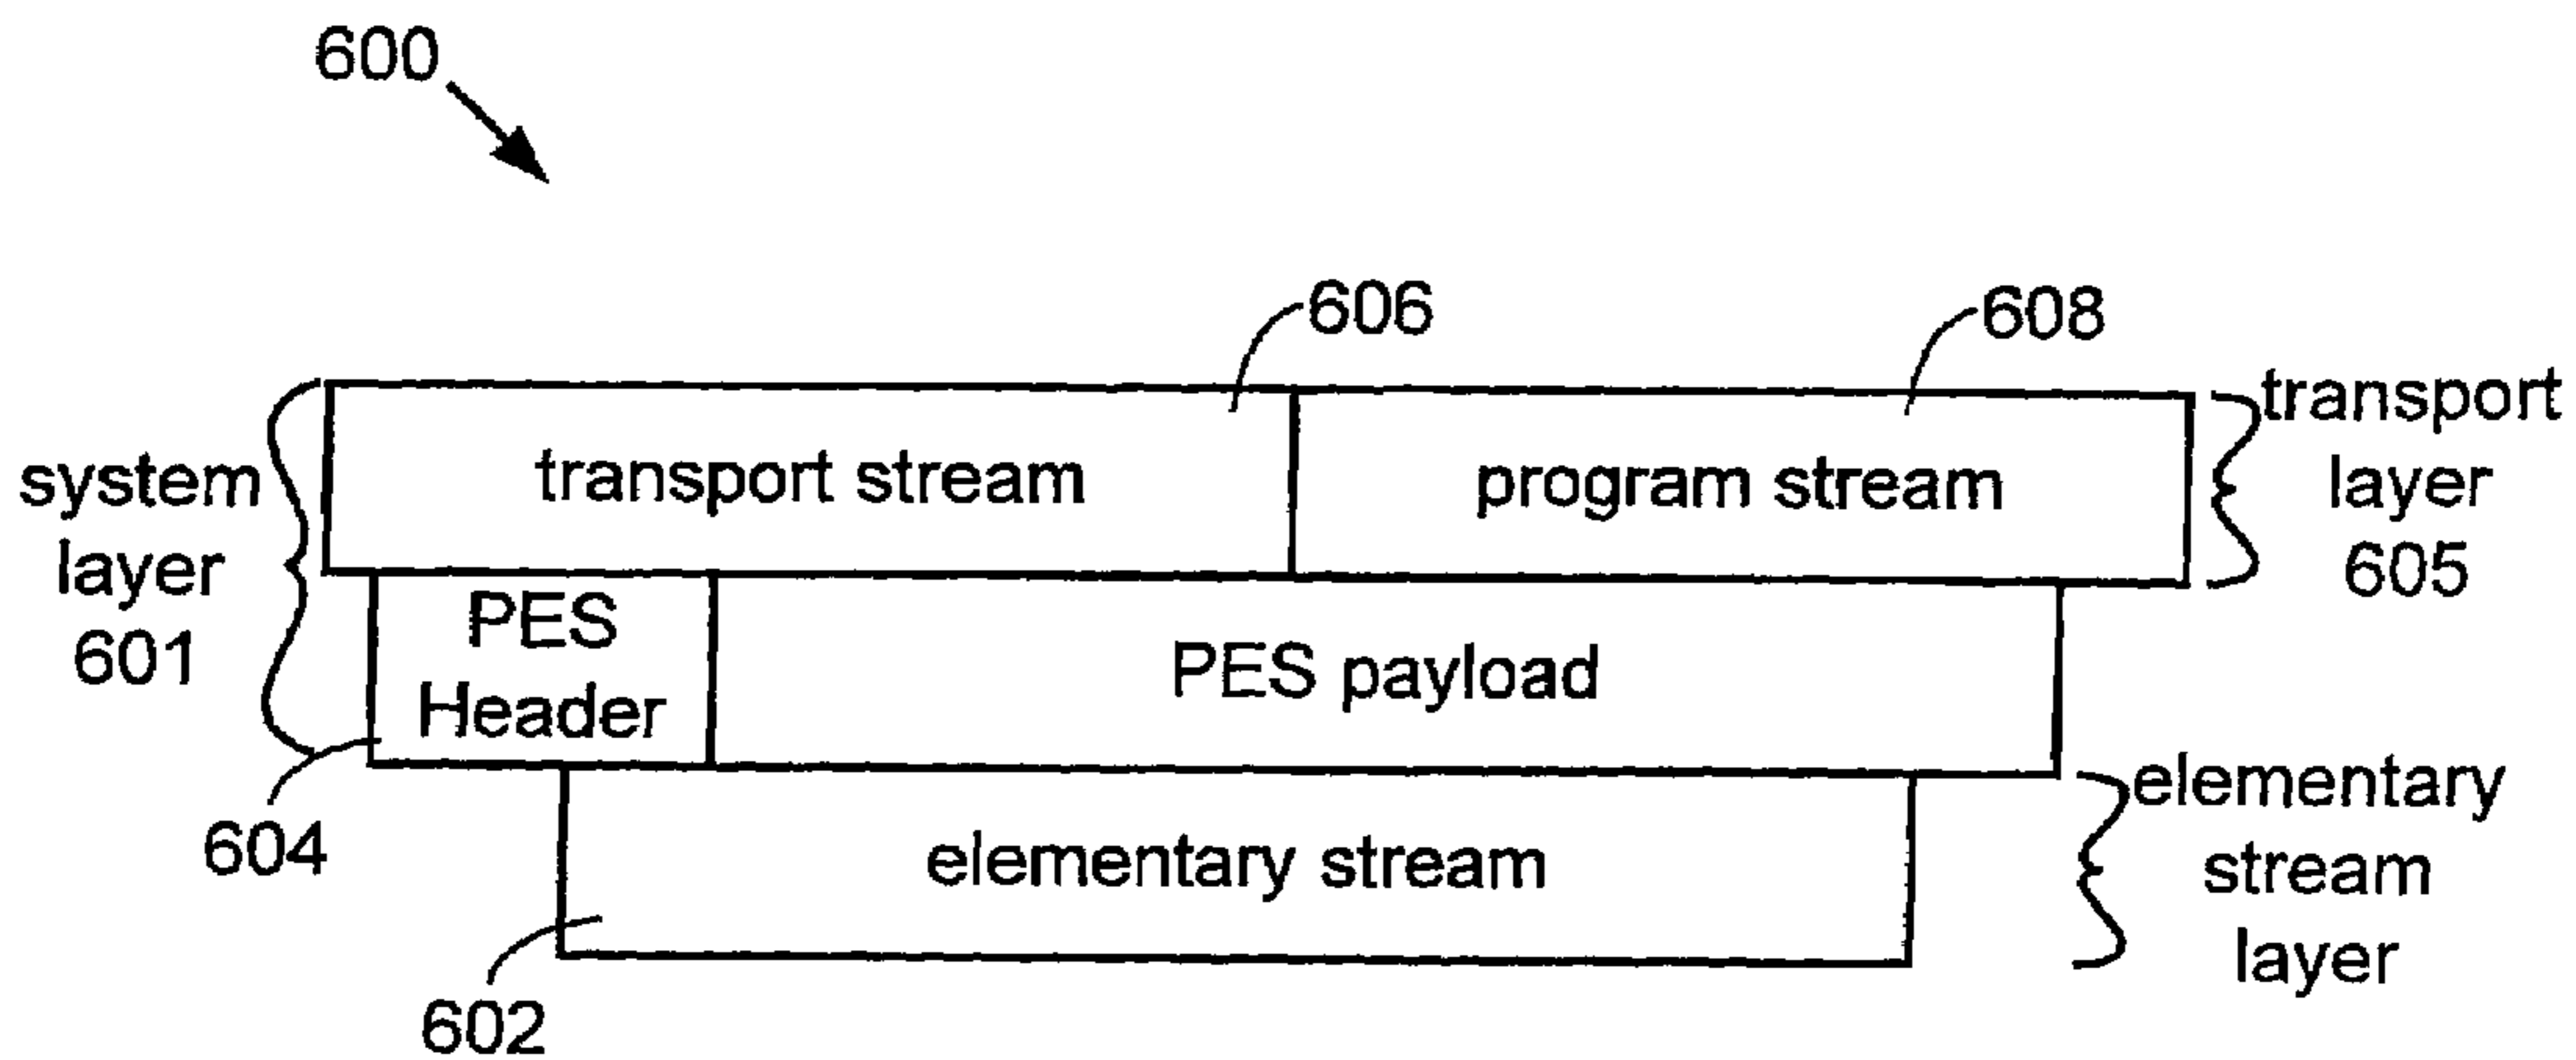 600
606
608
transport stream
program stream
transport
layer
605
system
layer
601
PES
Header
PES payload
604
elementary stream
elementary
stream
layer
602